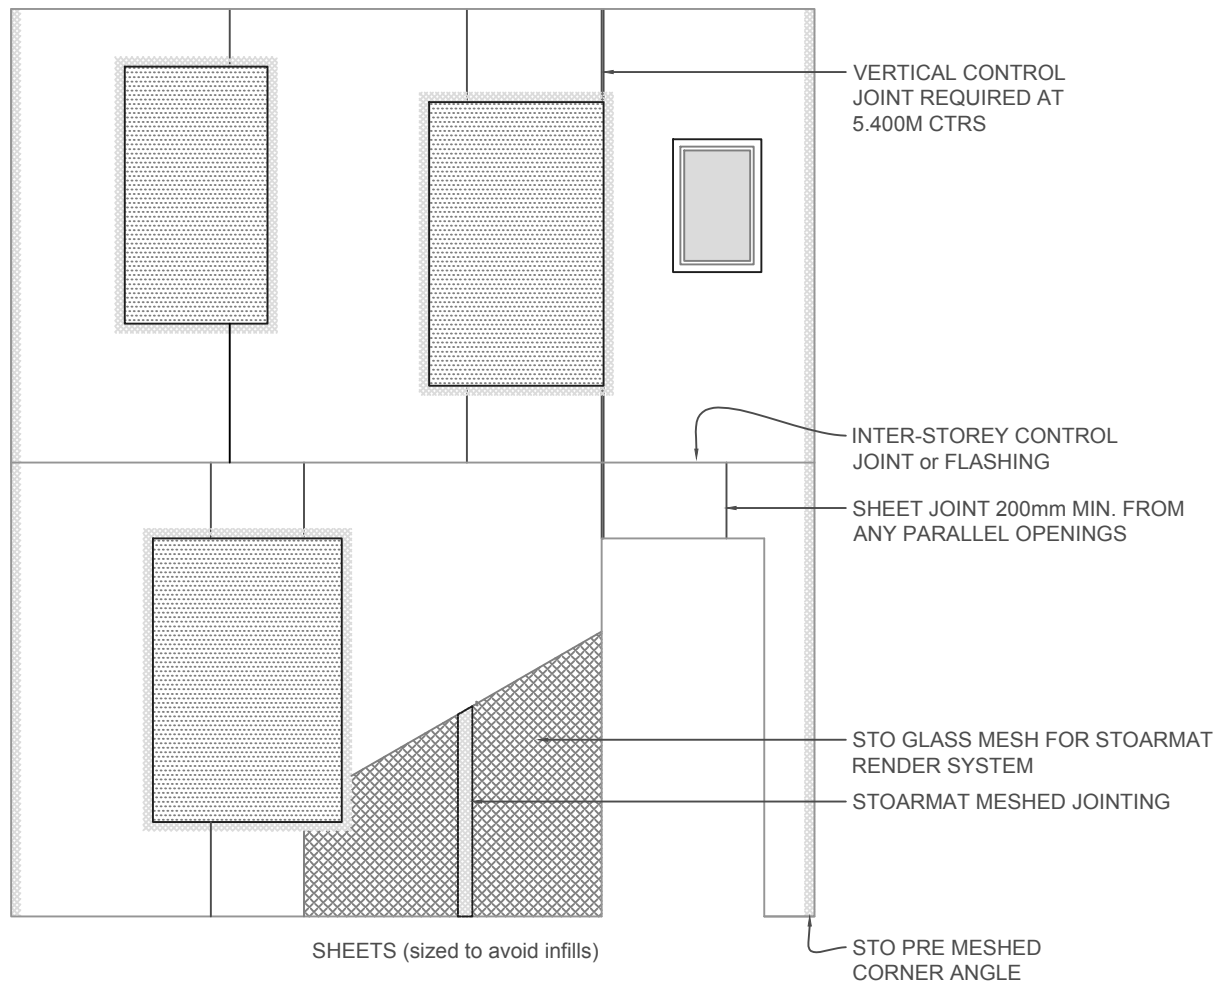 VERTICAL CONTROL
JOINT REQUIRED AT
5.400M CTRS
INTER-STOREY CONTROL
JOINT or FLASHING
SHEET JOINT 200mm MIN. FROM
ANY PARALLEL OPENINGS
STO GLASS MESH FOR STOARMAT
RENDER SYSTEM
STOARMAT MESHED JOINTING
SHEETS (sized to avoid infills)
STO PRE MESHED
CORNER ANGLE